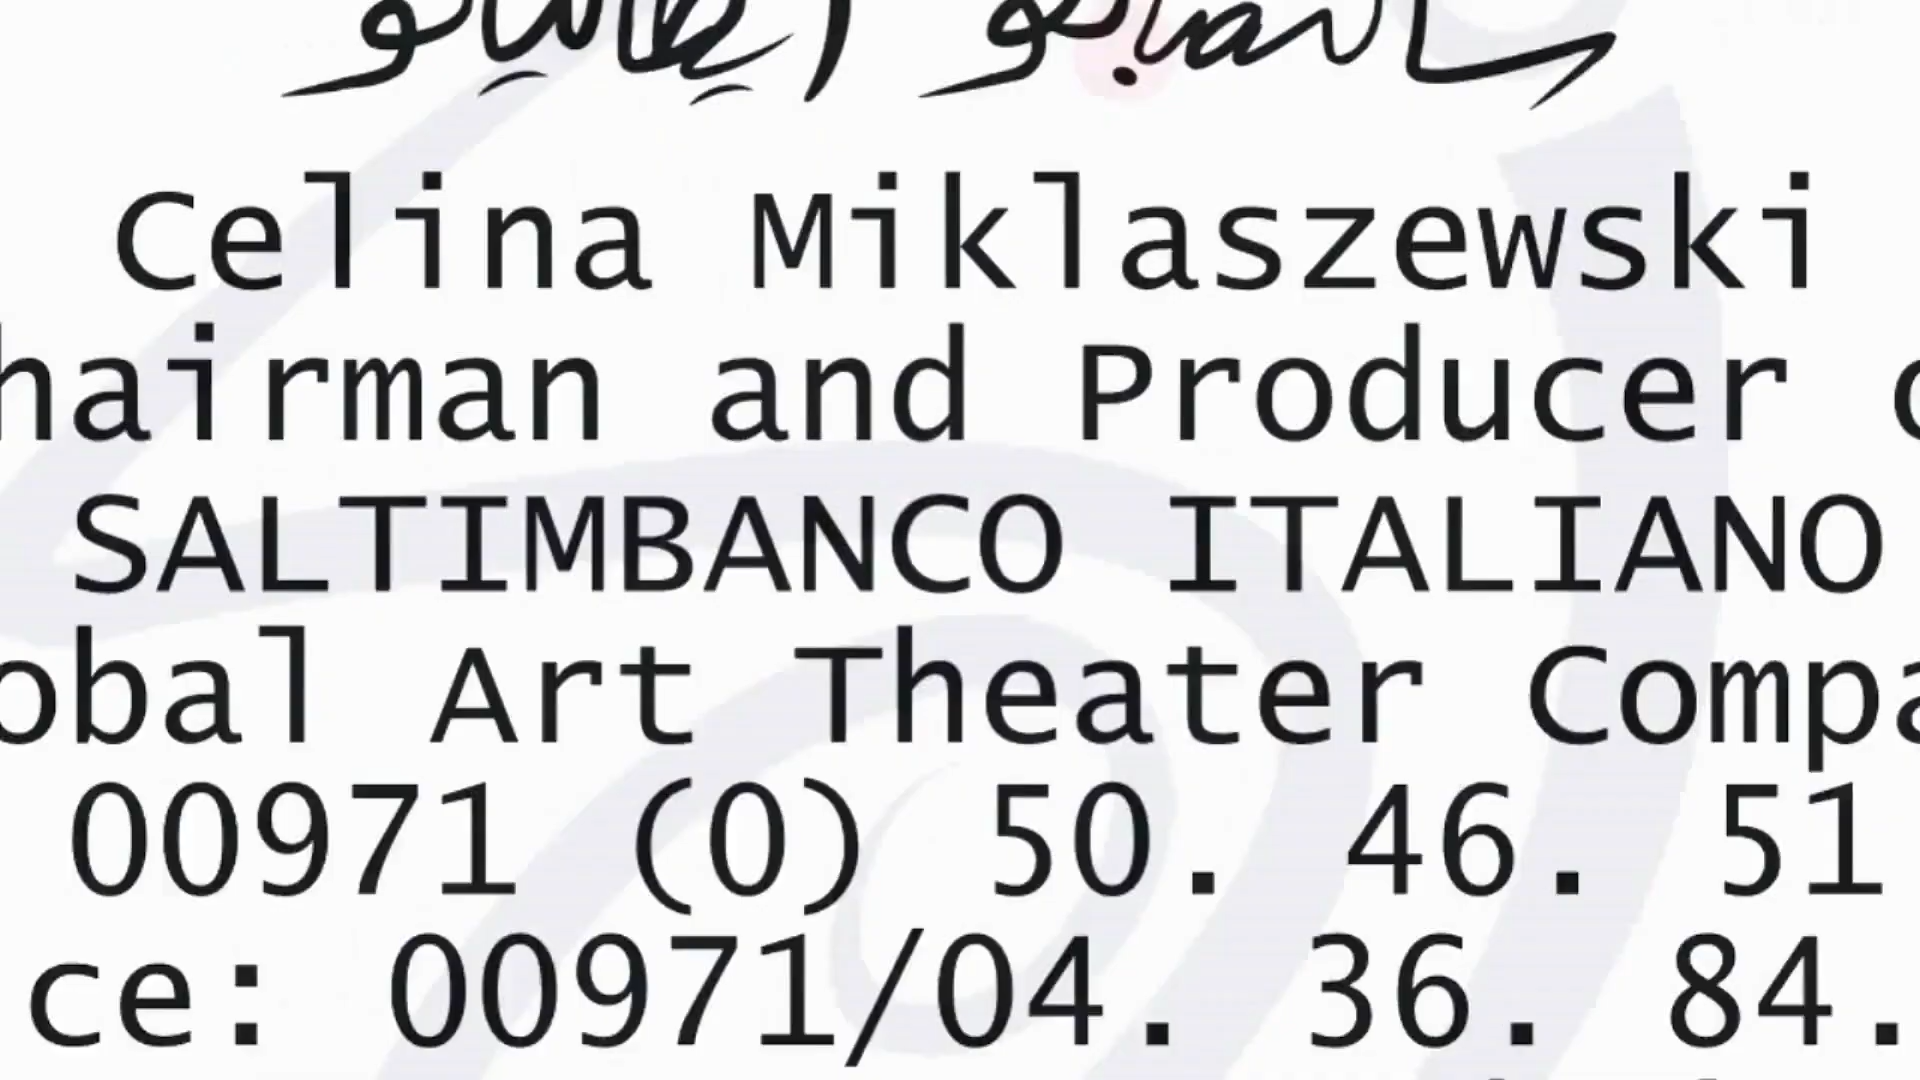 Celina Miklaszewski
hairman and Producer
SALTIMBANCO ITALIANO
obal Art Theater Compa
00971 (0) 50. 46. 51
ce: 00971/04. 36. 84.